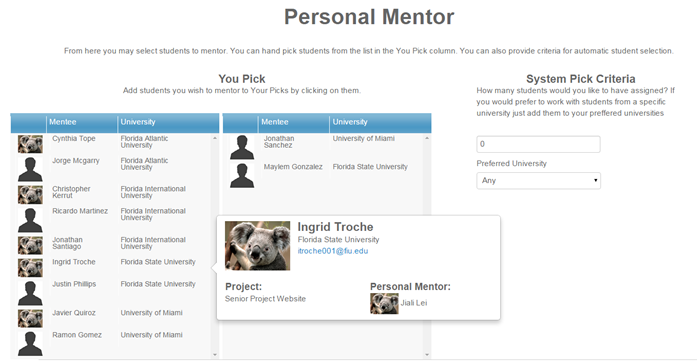 Personal Mentor
From here you may select students to mentor. You can hand pick students from the list in the You Pick column. You can also provide criteria for automatic student selection.
You Pick
Add students you wish to mentor to Your Picks by clicking on them.
Mentee University
Cynthia Tope Florida Atlantic
University
Jorge Mcgarry Florida Atlantic
University
Christopher Florida International
Kerrut University
Ricardo Martinez Florida International
University
Jonathan Florida International
Santiago University
Ingrid Troche Florida State University
Justin Phillips Florida State University
Javier Quiroz University of Miami
Ramon Gomez University of Miami
Mentee University
Jonathan University of Miami
Sanchez
Maylem Gonzalez Florida State University
Ingrid Troche
Florida State University
itroche001@fiu.edu
Project:
Senior Project Website
Personal Mentor:
Jiali Lei
System Pick Criteria
How many students would you like to have assigned? If
you would prefer to work with students from a specific
university just add them to your preffered universities
0
Preferred University
Any